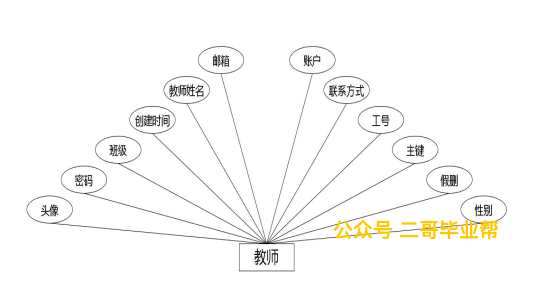 邮箱
账户
教师姓名
联系方式
创建时间
工号
班级
主键
密码
假删
头像
性别
公众号 二哥毕业帮
教师